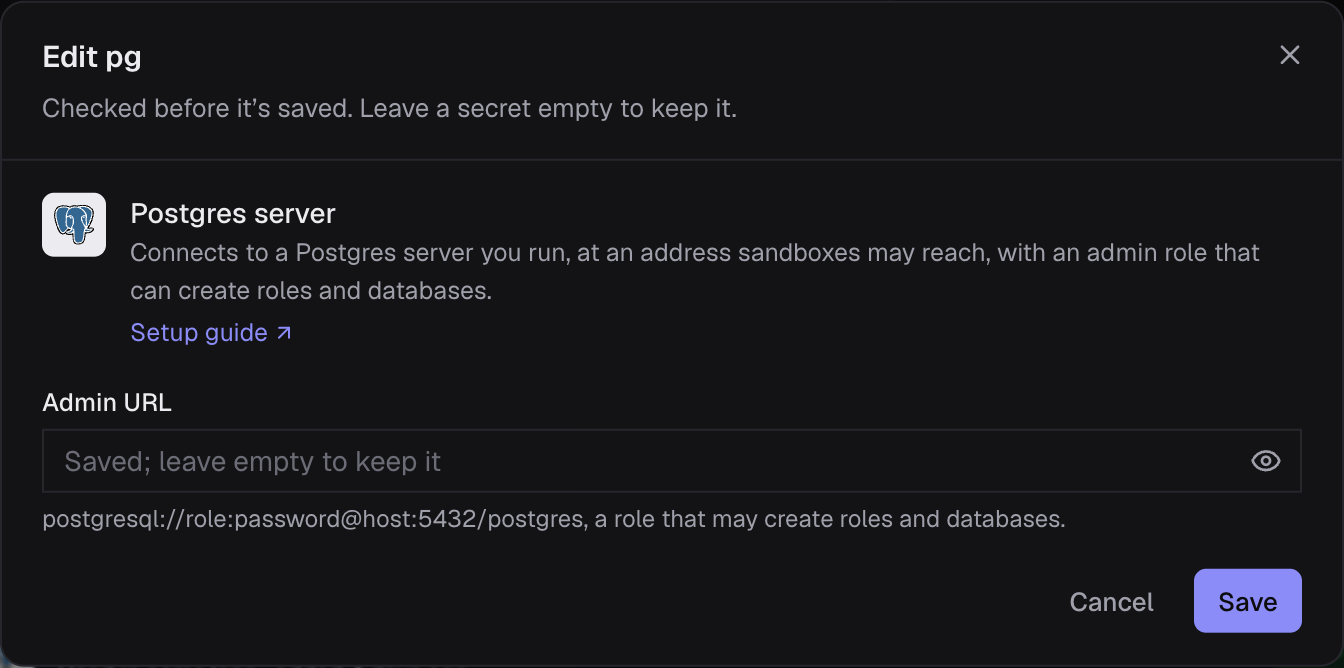 Edit pg
Checked before it’s saved. Leave a secret empty to keep it.
Postgres server
Connects to a Postgres server you run, at an address sandboxes may reach, with an admin role that
can create roles and databases.
Setup guide ↗
Admin URL
Saved; leave empty to keep it
postgresql://role:password@host:5432/postgres, a role that may create roles and databases.
Cancel
Save